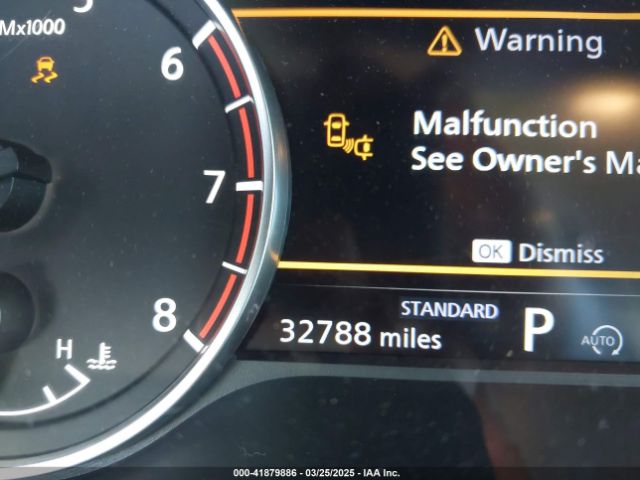 5
Mx1000
6
7
8
H
Warning
Malfunction
See Owner's Ma
OK Dismiss
STANDARD
32788 miles
P
AUTO
000-41879886 - 03/25/2025 - IAA Inc.